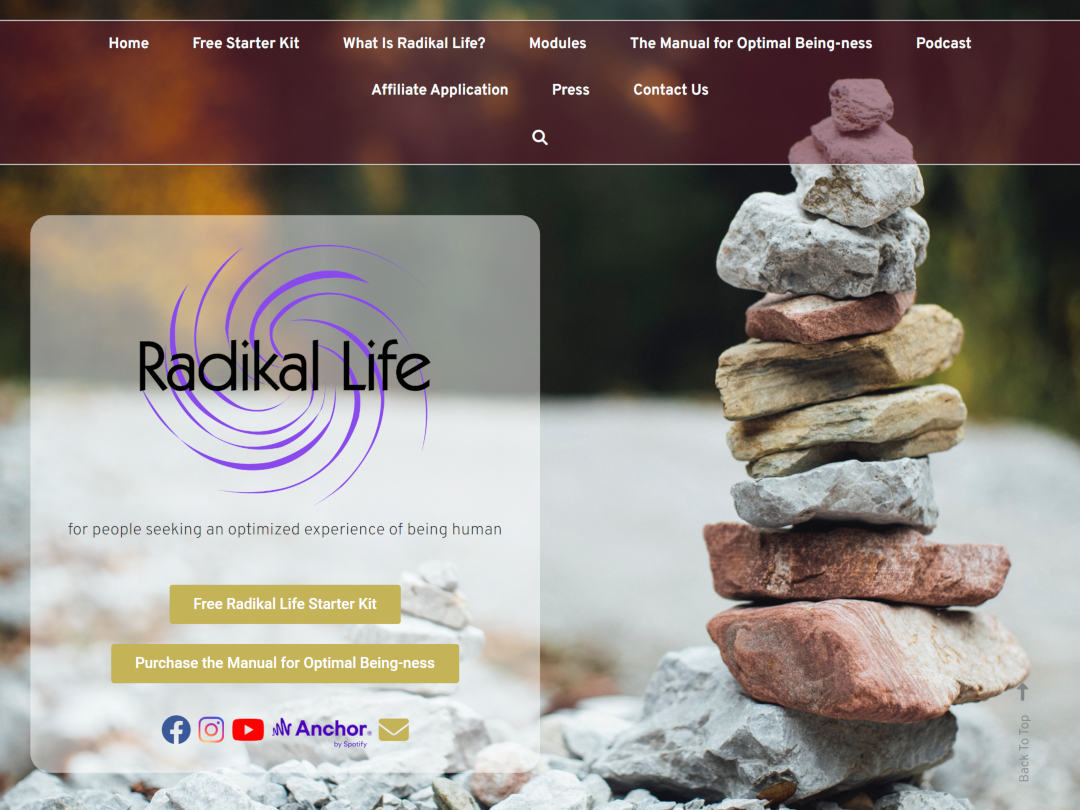 Home Free Starter Kit What Is Radikal Life? Modules The Manual for Optimal Being-ness Podcast
Affiliate Application Press Contact Us
Radikal Life
for people seeking an optimized experience of being human
Free Radikal Life Starter Kit
Purchase the Manual for Optimal Being-ness
Anchor®
by Spotify
Back To Top